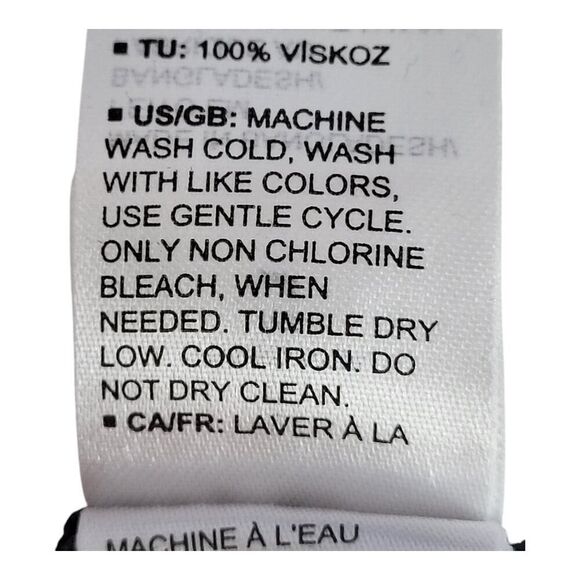 ▪ TU: 100% VİSKOZ
BANGLADESH/
▪ US/GB: MACHINE
WASH COLD, WASH
WITH LIKE COLORS,
USE GENTLE CYCLE.
ONLY NON CHLORINE
BLEACH, WHEN
NEEDED. TUMBLE DRY
LOW. COOL IRON. DO
NOT DRY CLEAN.
▪ CA/FR: LAVER À LA
MACHINE À L'EAU